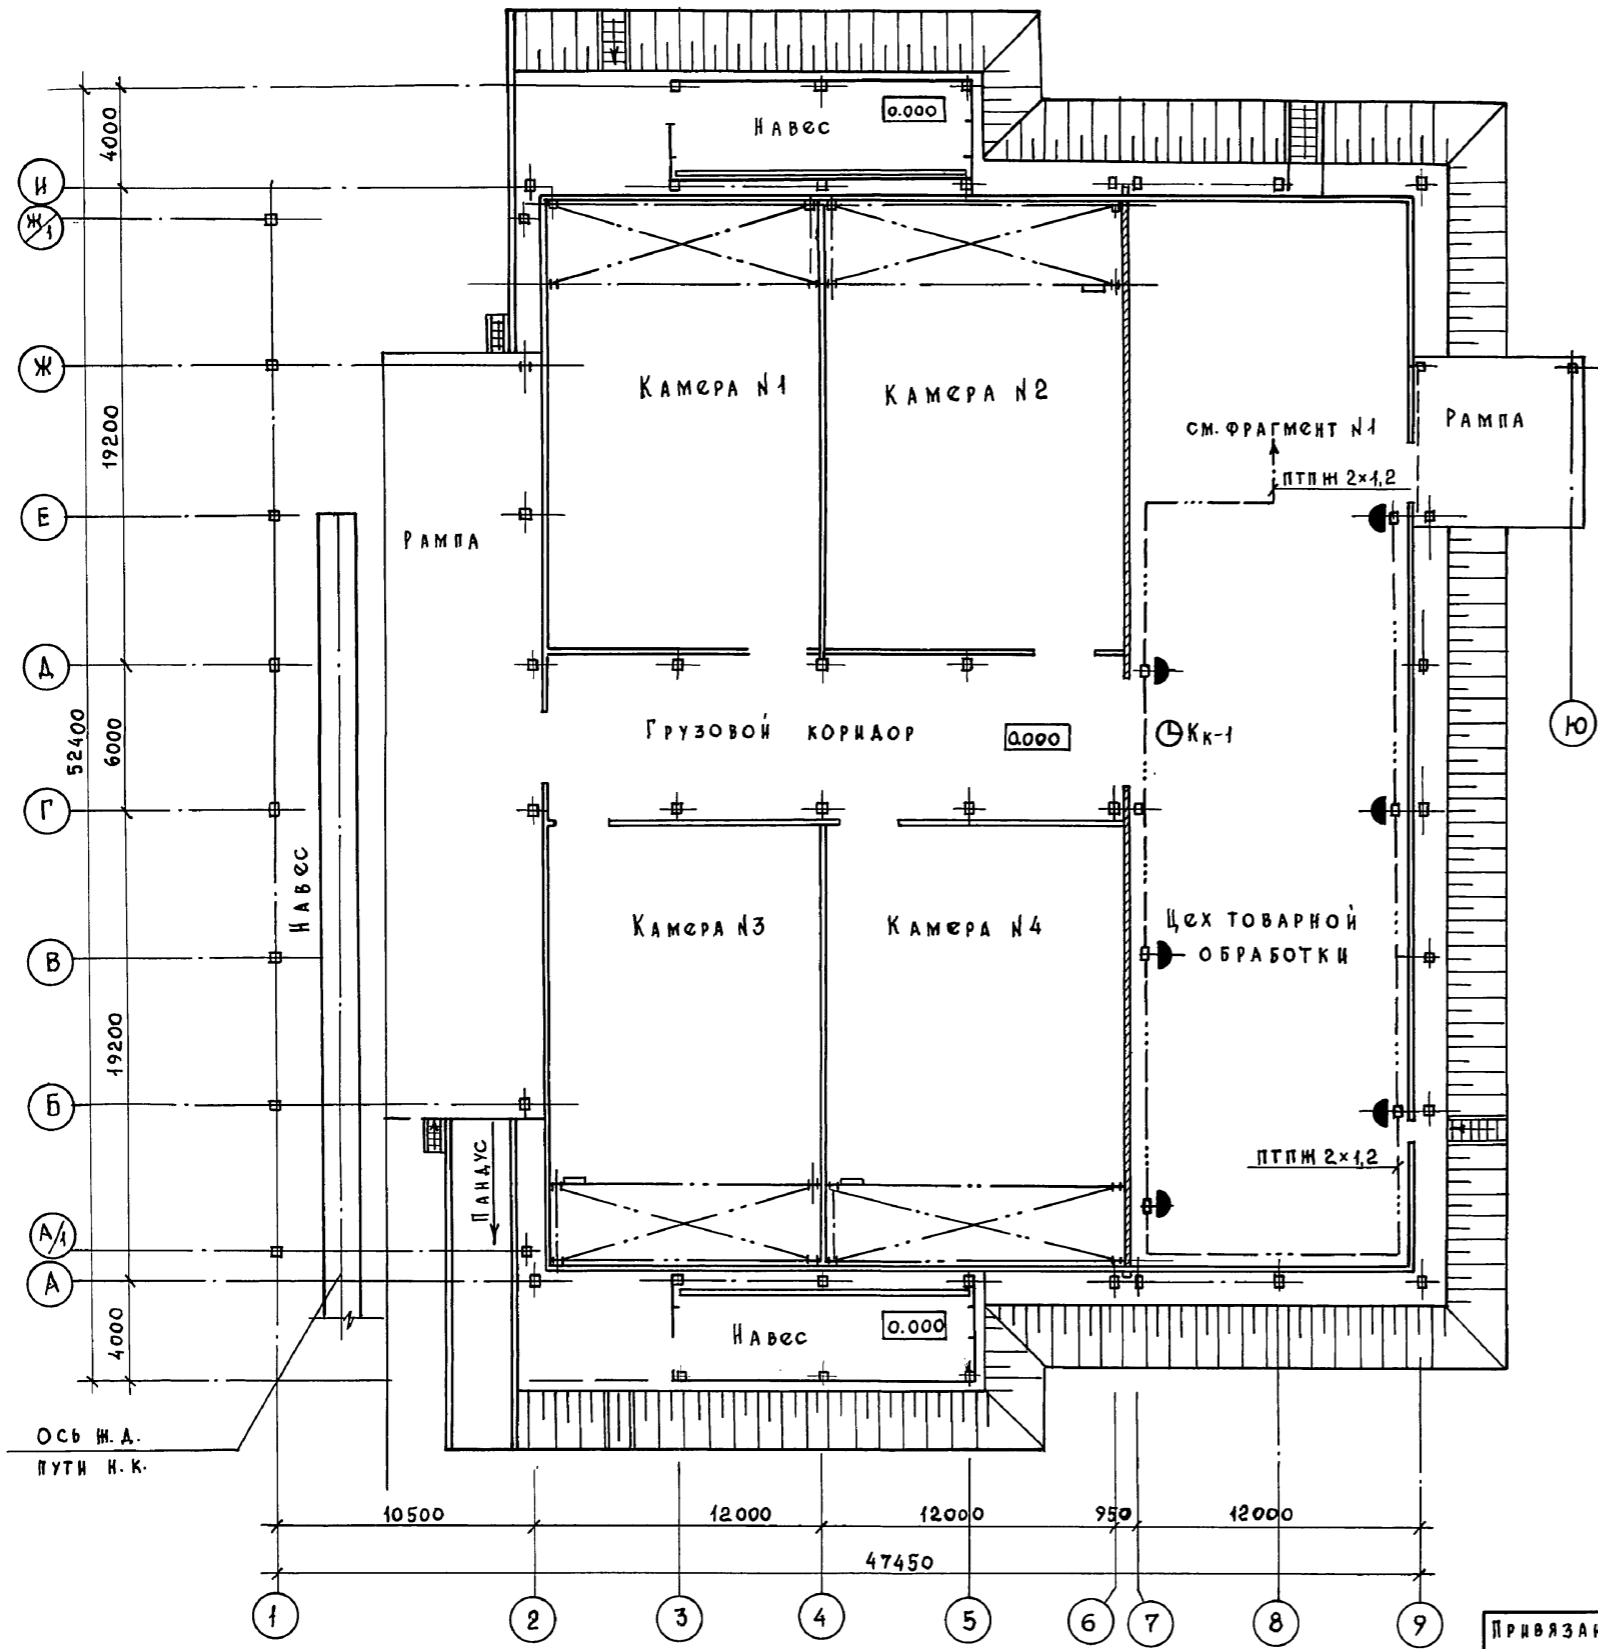 4000
19200
52400
6000
19200
4000
И
Ж/1
Ж
Е
Д
Г
В
Б
А/1
А
Навес
0.000
Камера N1
Камера N2
см. фрагмент N1
ПТПЖ 2×1,2
Рампа
Рампа
Грузовой коридор
0.000
Кк-1
Ю
Навес
Камера N3
Камера N4
Цех товарной
обработки
ПТПЖ 2×1,2
Пандус
Навес
0.000
ось ж.д.
пути н.к.
10500
12000
12000
950
12000
47450
1
2
3
4
5
6
7
8
9